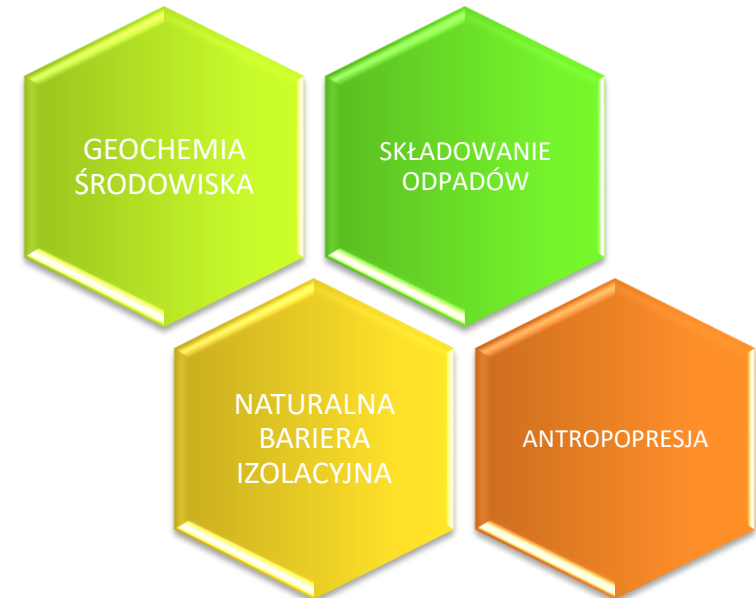 GEOCHEMIA
ŚRODOWISKA
SKŁADOWANIE
ODPADÓW
NATURALNA
BARIERA
IZOLACYJNA
ANTROPOPRESJA